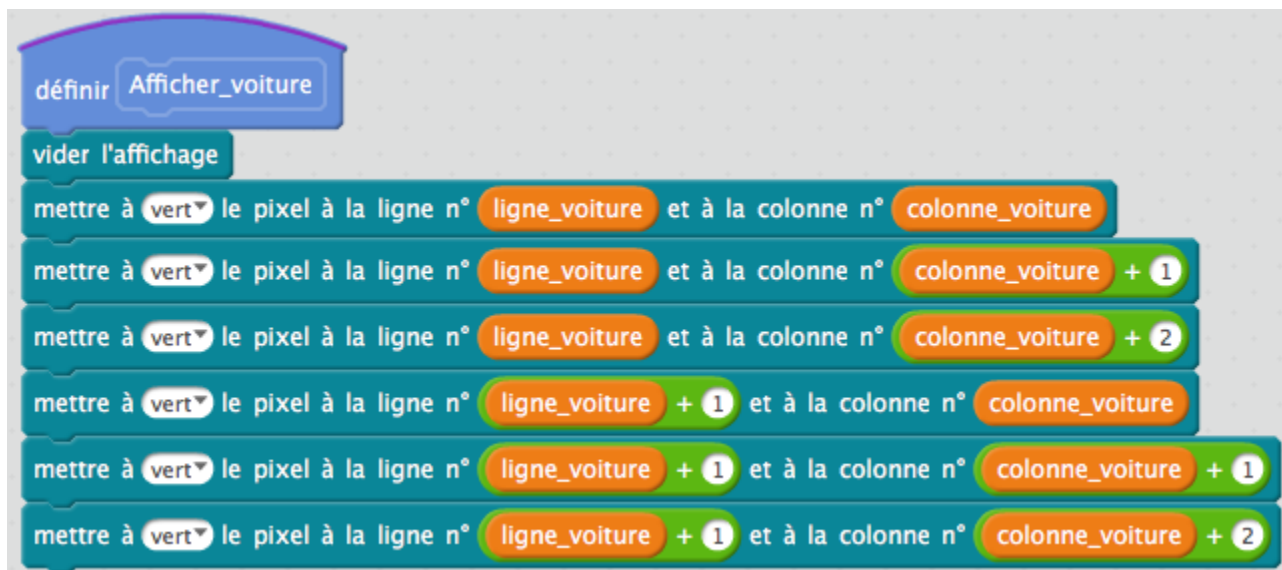 définir Afficher_voiture
vider l'affichage
mettre à vert le pixel à la ligne n° ligne_voiture et à la colonne n° colonne_voiture
mettre à vert le pixel à la ligne n° ligne_voiture et à la colonne n° colonne_voiture + 1
mettre à vert le pixel à la ligne n° ligne_voiture et à la colonne n° colonne_voiture + 2
mettre à vert le pixel à la ligne n° ligne_voiture + 1 et à la colonne n° colonne_voiture
mettre à vert le pixel à la ligne n° ligne_voiture + 1 et à la colonne n° colonne_voiture + 1
mettre à vert le pixel à la ligne n° ligne_voiture + 1 et à la colonne n° colonne_voiture + 2